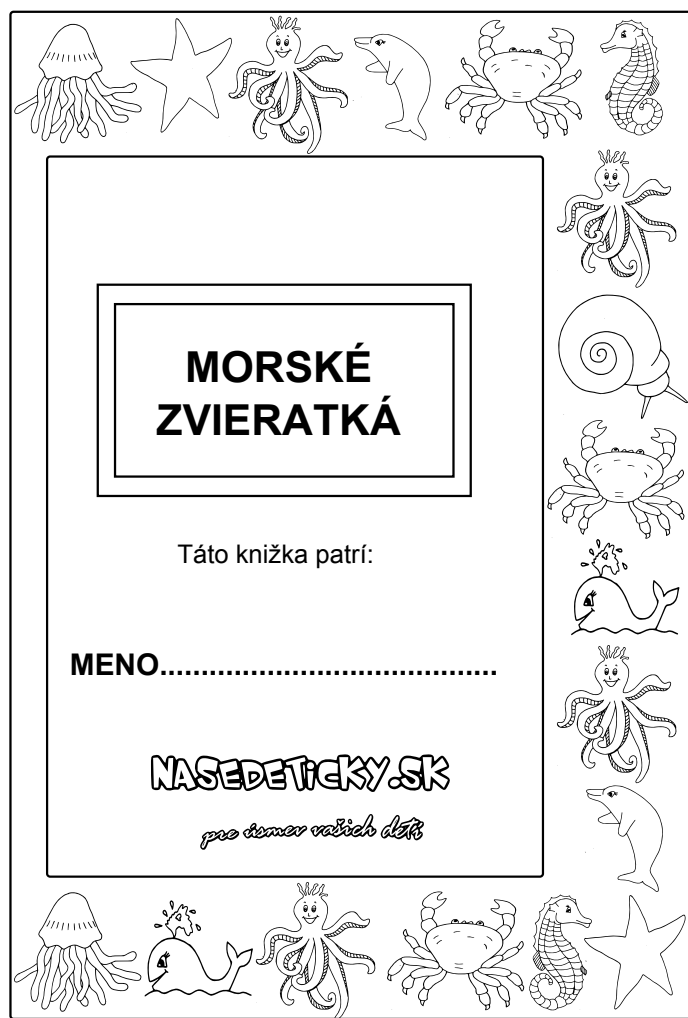 MORSKÉ
ZVIERATKÁ
Táto knižka patrí:
MENO.........................................
NASEDETiCKY.SK
pre úsmev vašich detí